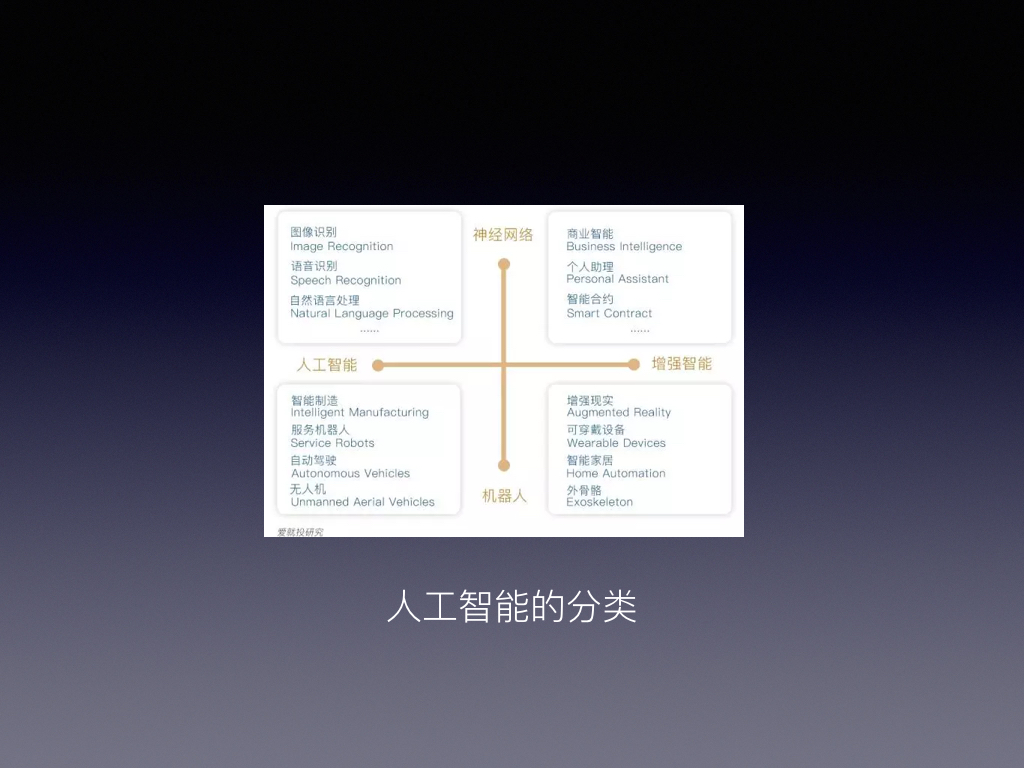 图像识别
Image Recognition
语音识别
Speech Recognition
自然语言处理
Natural Language Processing
......
神经网络
商业智能
Business Intelligence
个人助理
Personal Assistant
智能合约
Smart Contract
......
人工智能
增强智能
智能制造
Intelligent Manufacturing
服务机器人
Service Robots
自动驾驶
Autonomous Vehicles
无人机
Unmanned Aerial Vehicles
机器人
增强现实
Augmented Reality
可穿戴设备
Wearable Devices
智能家居
Home Automation
外骨骼
Exoskeleton
爱就投研究
人工智能的分类